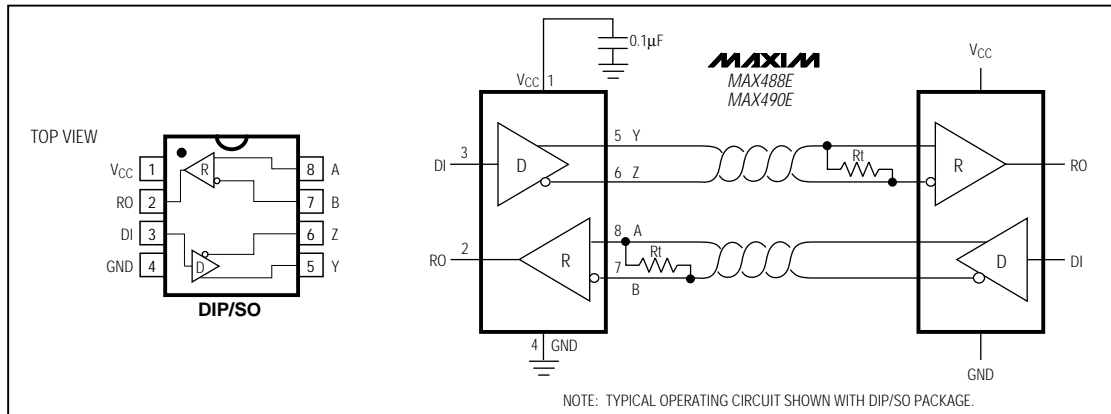 TOP VIEW
VCC 1
RO 2
DI 3
GND 4
8 A
7 B
6 Z
5 Y
R
D
DIP/SO
0.1µF
VCC 1
MAXIM
MAX488E
MAX490E
VCC
DI 3
D
5 Y
6 Z
Rt
R
RO
RO 2
R
8 A
7
B
Rt
D
DI
4 GND
GND
NOTE: TYPICAL OPERATING CIRCUIT SHOWN WITH DIP/SO PACKAGE.